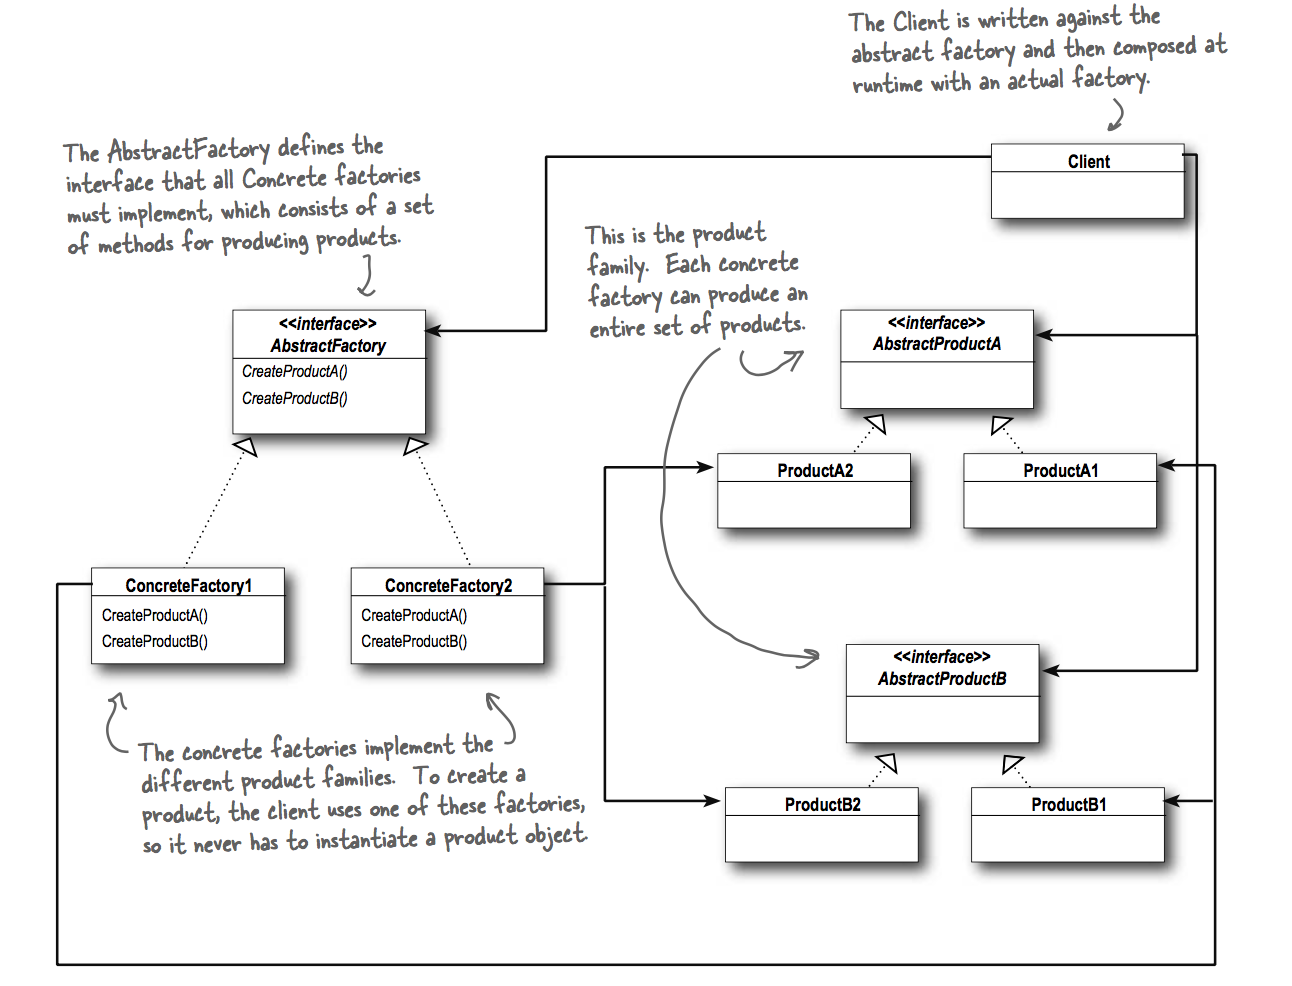 The Client is written against the
abstract factory and then composed at
runtime with an actual factory.
The AbstractFactory defines the
interface that all Concrete factories
must implement, which consists of a set
of methods for producing products.
Client
This is the product
family. Each concrete
factory can produce an
entire set of products.
<<interface>>
AbstractFactory
CreateProductA()
CreateProductB()
<<interface>>
AbstractProductA
ProductA2
ProductA1
ConcreteFactory1
CreateProductA()
CreateProductB()
ConcreteFactory2
CreateProductA()
CreateProductB()
<<interface>>
AbstractProductB
The concrete factories implement the
different product families. To create a
product, the client uses one of these factories,
so it never has to instantiate a product object.
ProductB2
ProductB1